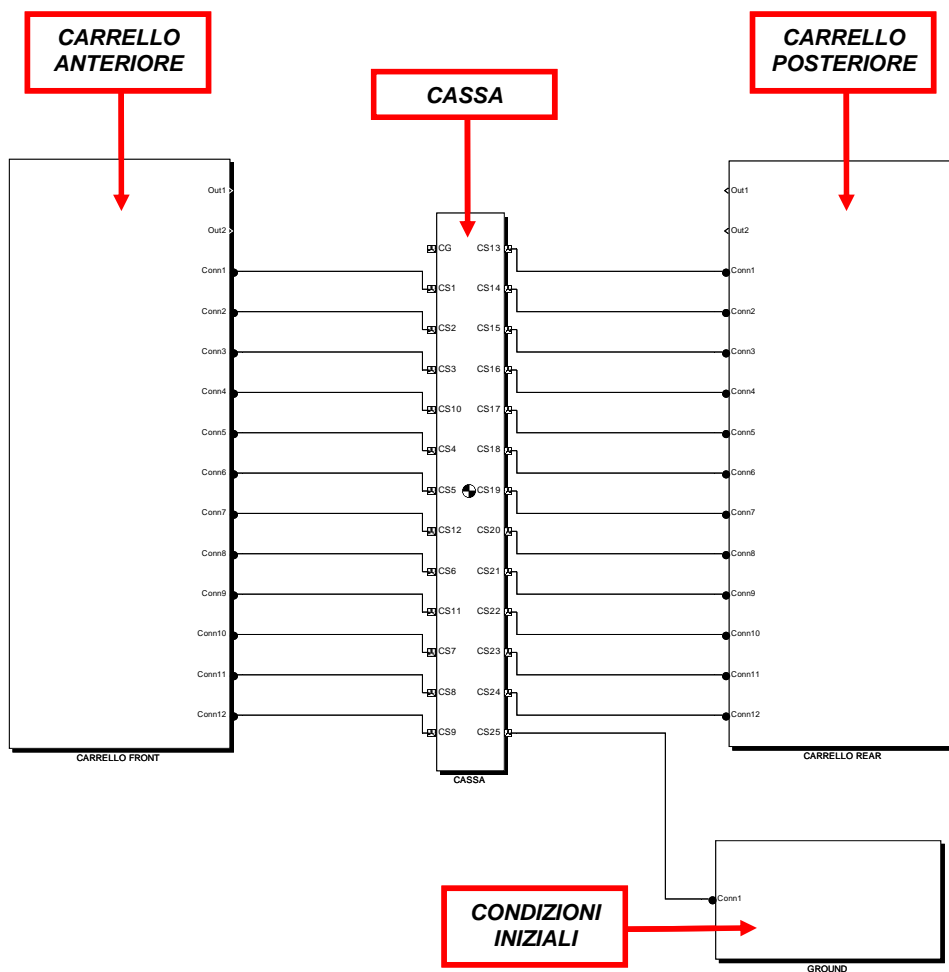 CARRELLO
ANTERIORE
CASSA
CARRELLO
POSTERIORE
Out1
Out2
Conn1
Conn2
Conn3
Conn4
Conn5
Conn6
Conn7
Conn8
Conn9
Conn10
Conn11
Conn12
CARRELLO FRONT
CG
CS1
CS2
CS3
CS10
CS4
CS5
CS12
CS6
CS11
CS7
CS8
CS9
CS13
CS14
CS15
CS16
CS17
CS18
CS19
CS20
CS21
CS22
CS23
CS24
CS25
CASSA
Out1
Out2
Conn1
Conn2
Conn3
Conn4
Conn5
Conn6
Conn7
Conn8
Conn9
Conn10
Conn11
Conn12
CARRELLO REAR
CONDIZIONI
INIZIALI
Conn1
GROUND